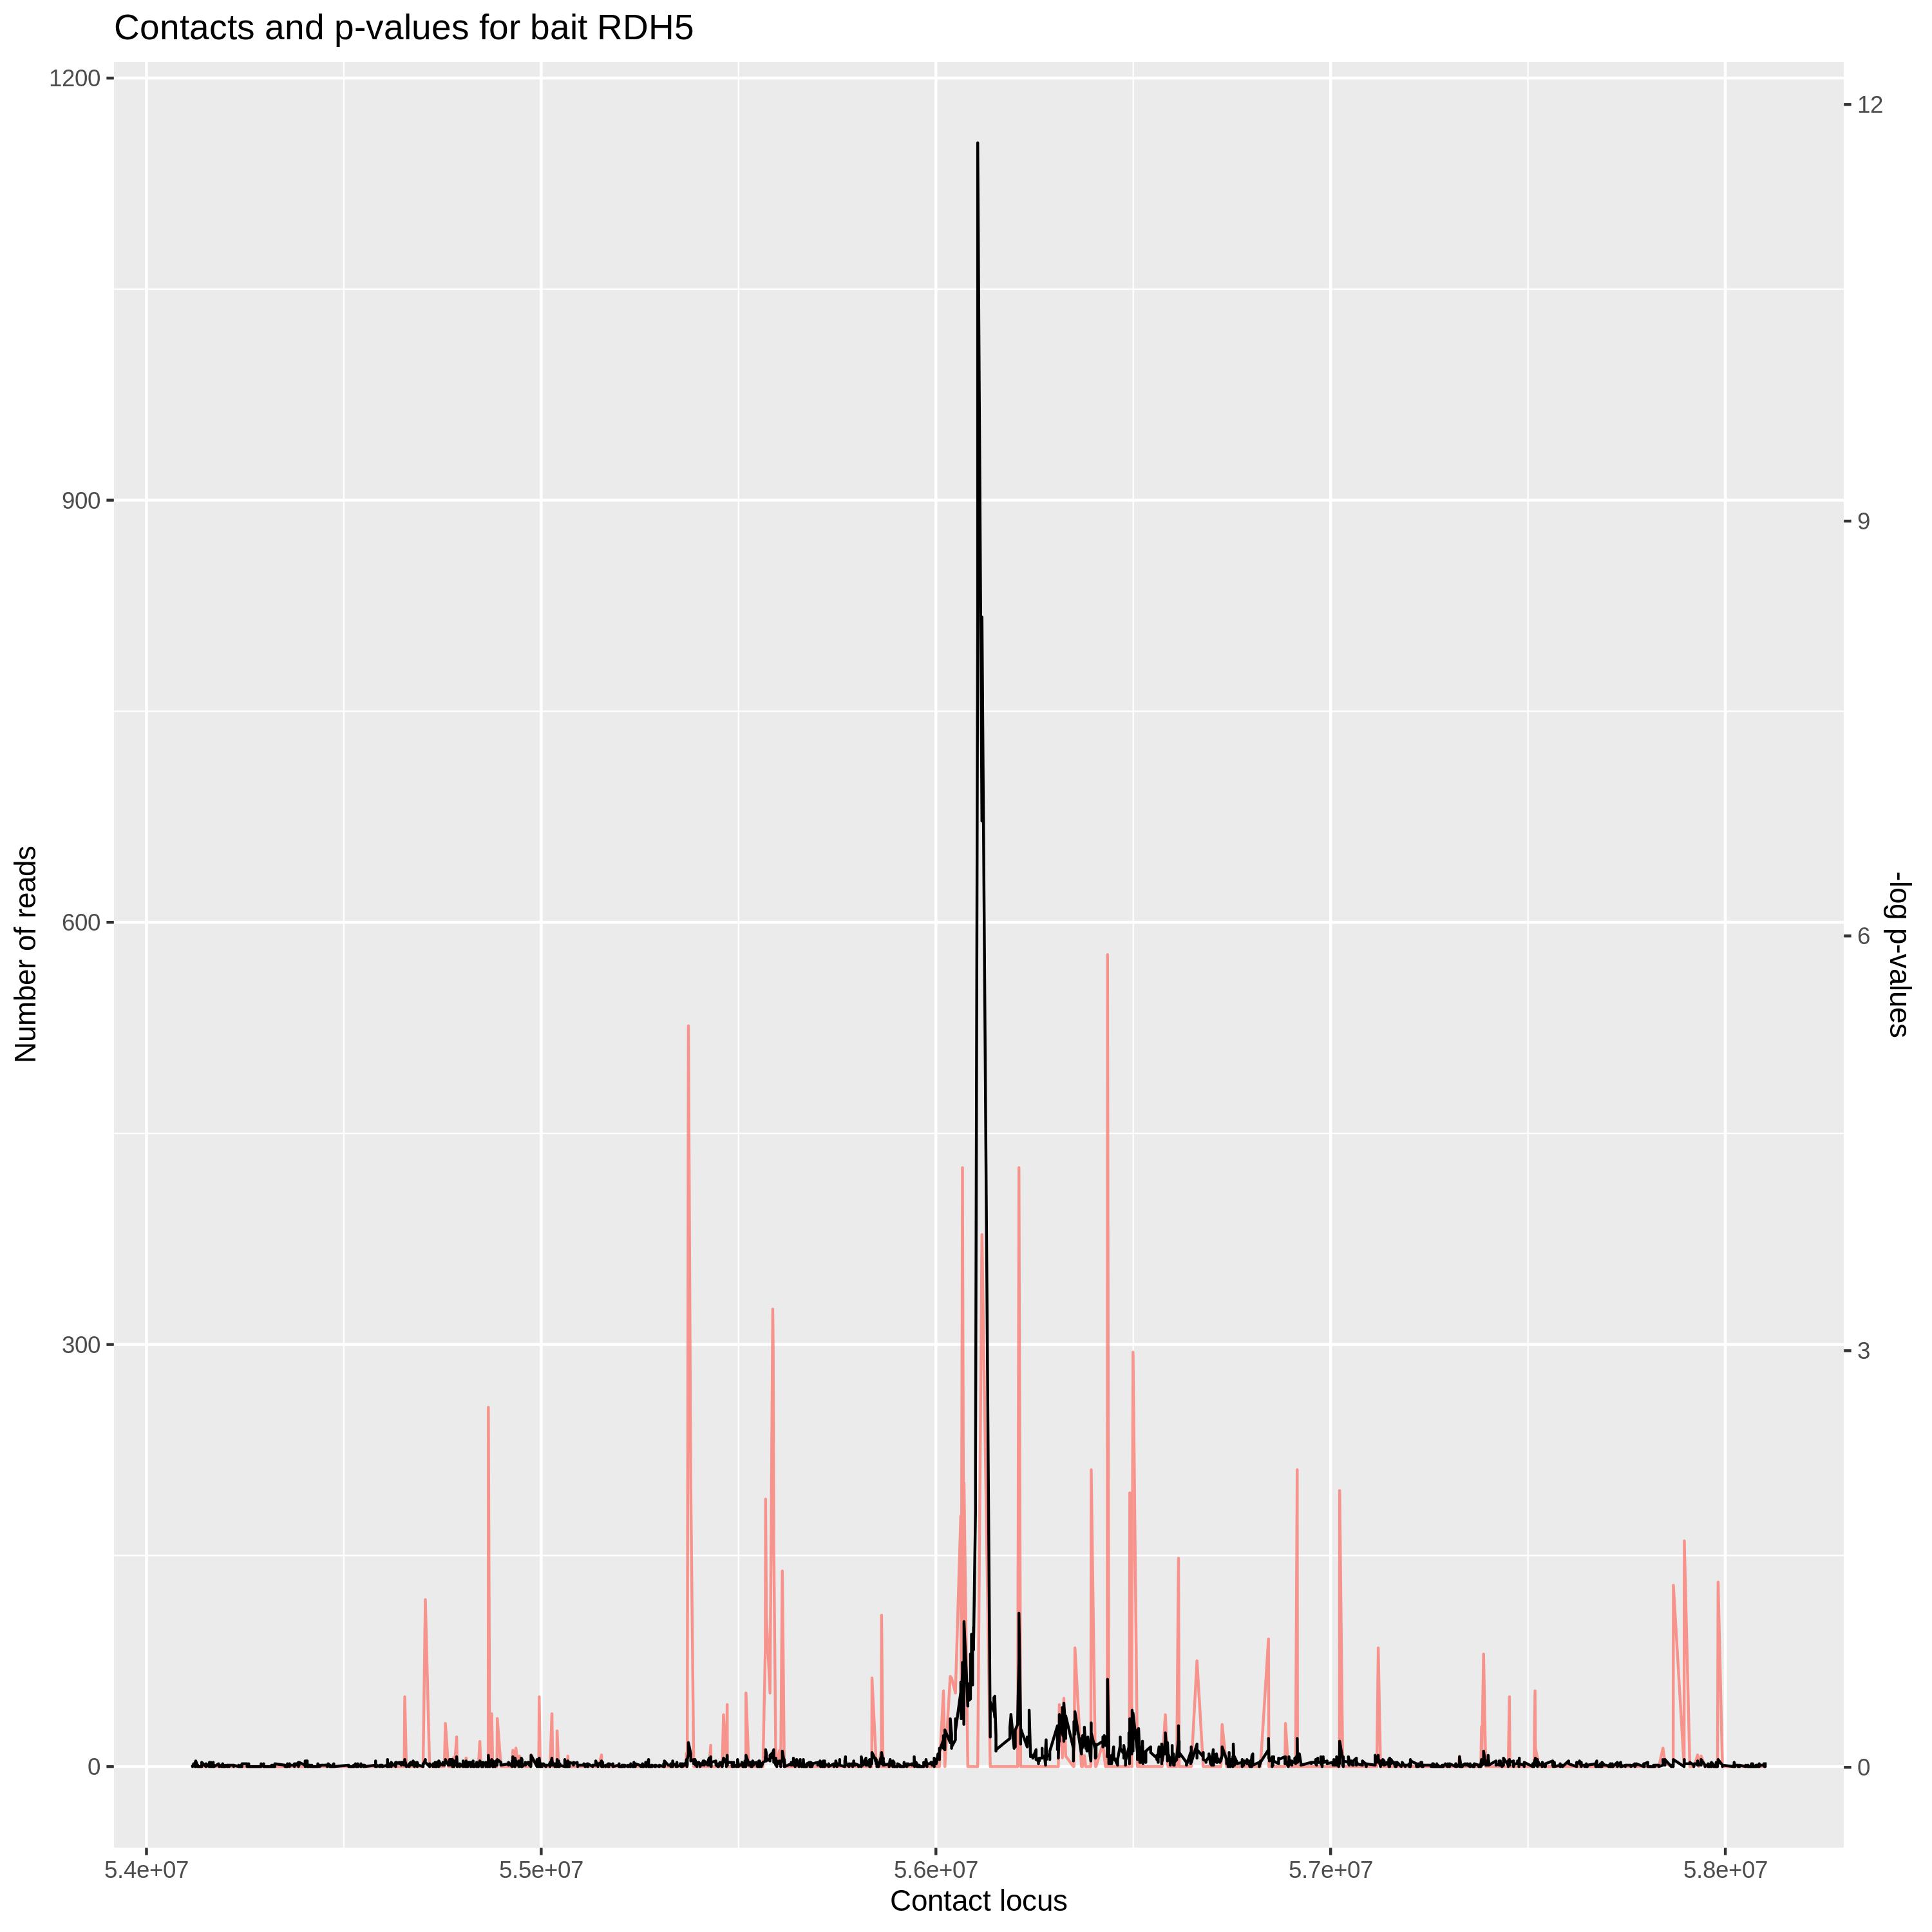 Contacts and p-values for bait RDH5
1200
900
600
300
0
Number of reads
12
9
6
3
0
-log p-values
5.4e+07
5.5e+07
5.6e+07
5.7e+07
5.8e+07
Contact locus